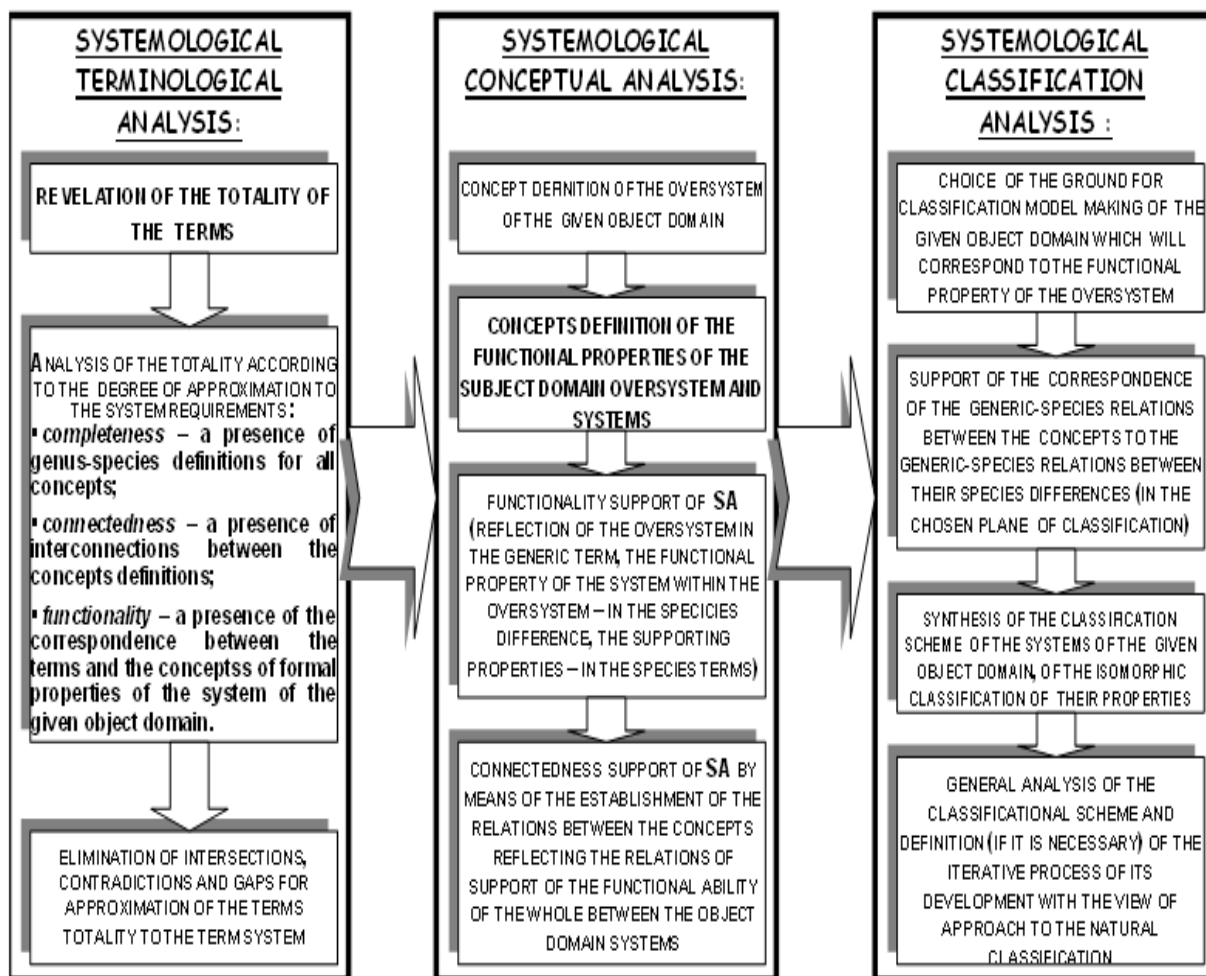 SYSTEMOLOGICAL
TERMINOLOGICAL
ANALYSIS:
REVELATION OF THE TOTALITY OF
THE TERMS
ANALYSIS OF THE TOTALITY ACCORDING
TO THE DEGREE OF APPROXIMATION TO
THE SYSTEM REQUIREMENTS:
▪ completeness – a presence of
genus-species definitions for all
concepts;
▪ connectedness – a presence of
interconnections between the
concepts definitions;
▪ functionality – a presence of the
correspondence between the
terms and the conceptss of formal
properties of the system of the
given object domain.
ELIMINATION OF INTERSECTIONS,
CONTRADICTIONS AND GAPS FOR
APPROXIMATION OF THE TERMS
TOTALITY TO THE TERM SYSTEM
SYSTEMOLOGICAL
CONCEPTUAL ANALYSIS:
CONCEPT DEFINITION OF THE OVERSYSTEM
OF THE GIVEN OBJECT DOMAIN
CONCEPTS DEFINITION OF THE
FUNCTIONAL PROPERTIES OF THE
SUBJECT DOMAIN OVERSYSTEM AND
SYSTEMS
FUNCTIONALITY SUPPORT OF SA
(REFLECTION OF THE OVERSYSTEM IN
THE GENERIC TERM, THE FUNCTIONAL
PROPERTY OF THE SYSTEM WITHIN THE
OVERSYSTEM – IN THE SPECICIES
DIFFERENCE, THE SUPPORTING
PROPERTIES – IN THE SPECIES TERMS)
CONNECTEDNESS SUPPORT OF SA BY
MEANS OF THE ESTABLISHMENT OF THE
RELATIONS BETWEEN THE CONCEPTS
REFLECTING THE RELATIONS OF
SUPPORT OF THE FUNCTIONAL ABILITY
OF THE WHOLE BETWEEN THE OBJECT
DOMAIN SYSTEMS
SYSTEMOLOGICAL
CLASSIFICATION
ANALYSIS :
CHOICE OF THE GROUND FOR
CLASSIFICATION MODEL MAKING OF THE
GIVEN OBJECT DOMAIN WHICH WILL
CORRESPOND TO THE FUNCTIONAL
PROPERTY OF THE OVERSYSTEM
SUPPORT OF THE CORRESPONDENCE
OF THE GENERIC-SPECIES RELATIONS
BETWEEN THE CONCEPTS TO THE
GENERIC-SPECIES RELATIONS BETWEEN
THEIR SPECIES DIFFERENCES (IN THE
CHOSEN PLANE OF CLASSIFICATION)
SYNTHESIS OF THE CLASSIFICATION
SCHEME OF THE SYSTEMS OF THE GIVEN
OBJECT DOMAIN, OF THE ISOMORPHIC
CLASSIFICATION OF THEIR PROPERTIES
GENERAL ANALYSIS OF THE
CLASSIFICATIONAL SCHEME AND
DEFINITION (IF IT IS NECESSARY) OF THE
ITERATIVE PROCESS OF ITS
DEVELOPMENT WITH THE VIEW OF
APPROACH TO THE NATURAL
CLASSIFICATION